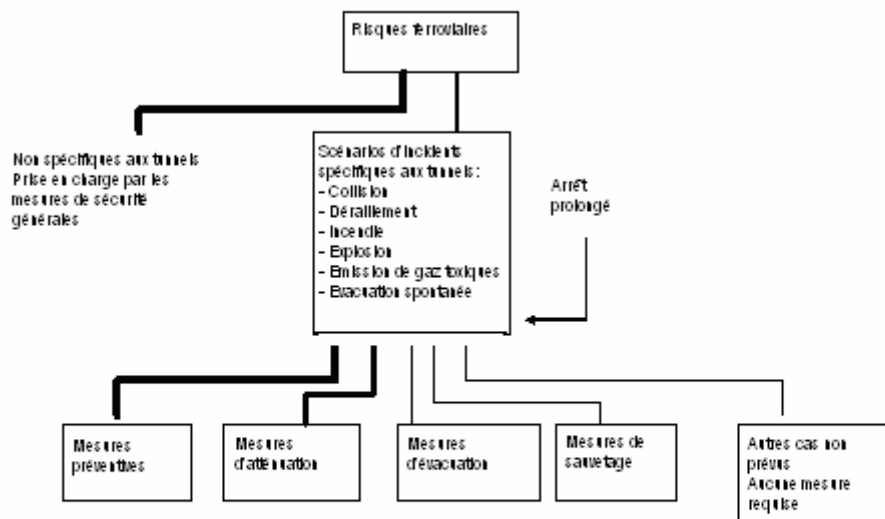 Risques ferroviaires
Non spécifiques aux tunnels
Prise en charge par les
mesures de sécurité
générales
Scénarios d'incidents
spécifiques aux tunnels :
- Collision
- Déraillement
- Incendie
- Explosion
- Emission de gaz toxiques
- Evacuation spontanée
Arrêt
prolongé
Mesures
préventives
Mesures
d'atténuation
Mesures
d'évacuation
Mesures de
sauvetage
Autres cas non
prévus
Aucune mesure
requise